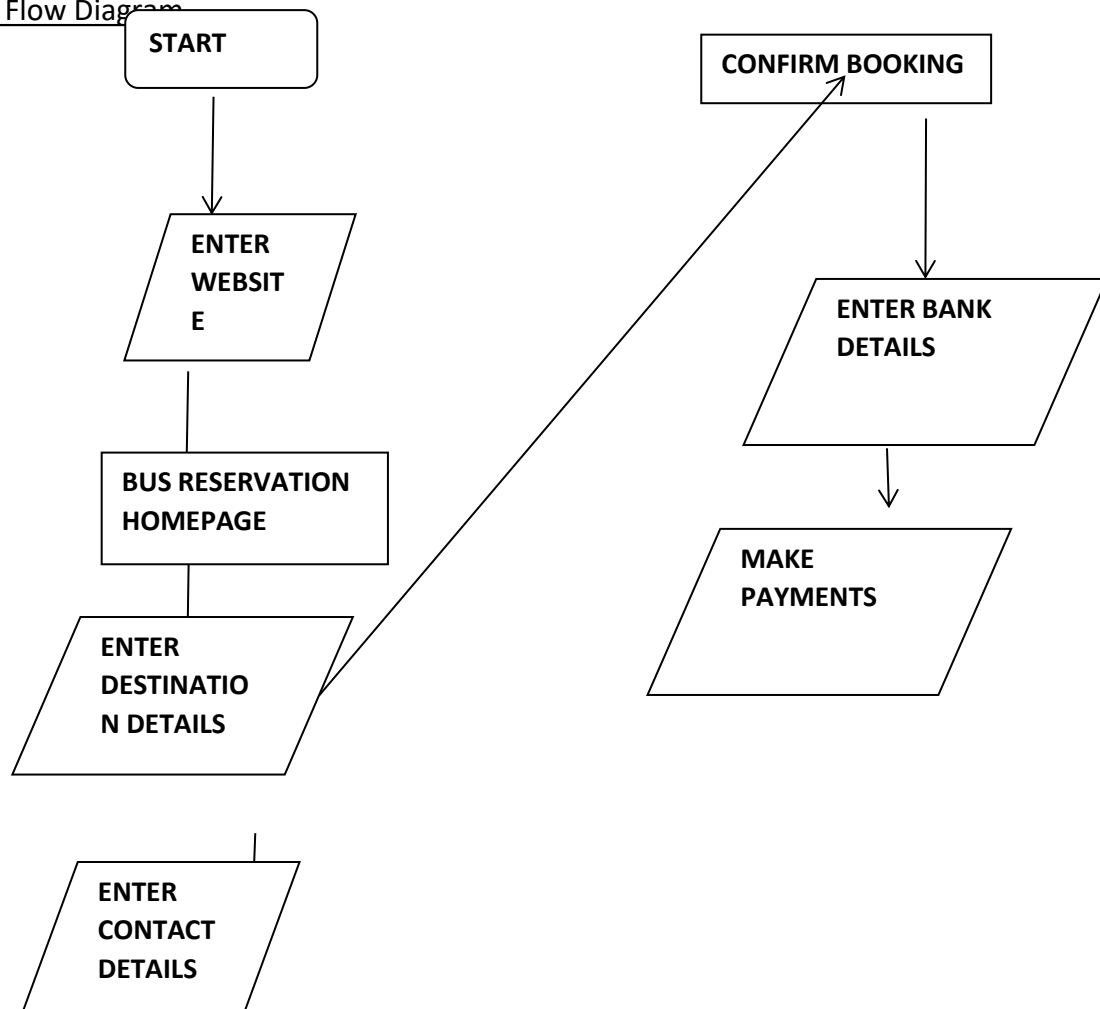 Flow Diagram
START
ENTER
WEBSIT
E
BUS RESERVATION
HOMEPAGE
ENTER
DESTINATIO
N DETAILS
ENTER
CONTACT
DETAILS
CONFIRM BOOKING
ENTER BANK
DETAILS
MAKE
PAYMENTS